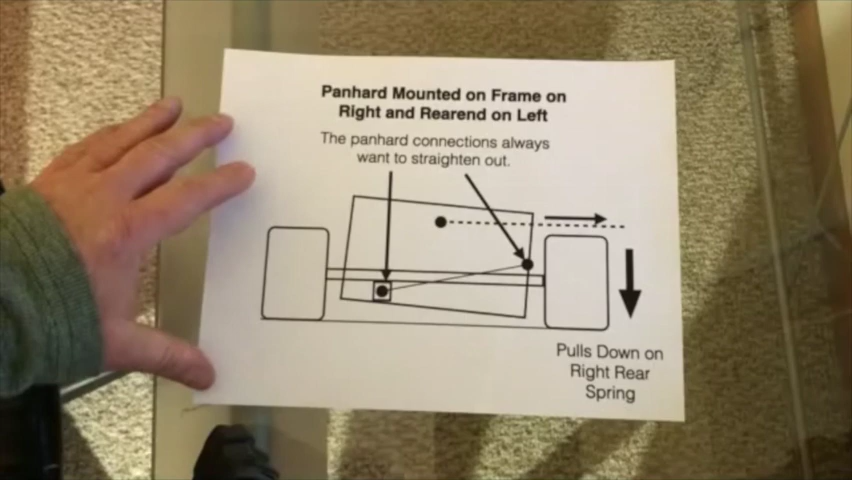 Panhard Mounted on Frame on
Right and Rearend on Left
The panhard connections always
want to straighten out.
Pulls Down on
Right Rear
Spring